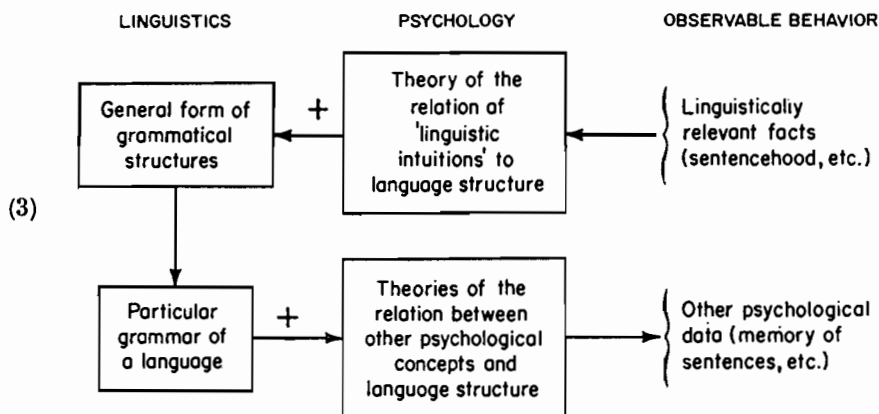 LINGUISTICS PSYCHOLOGY OBSERVABLE BEHAVIOR
General form of
grammatical
structures
+
Theory of the
relation of
'linguistic
intuitions' to
language structure
Linguistically
relevant facts
(sentencehood, etc.)
(3)
Particular
grammar of
a language
+
Theories of the
relation between
other psychological
concepts and
language structure
Other psychological
data (memory of
sentences, etc.)